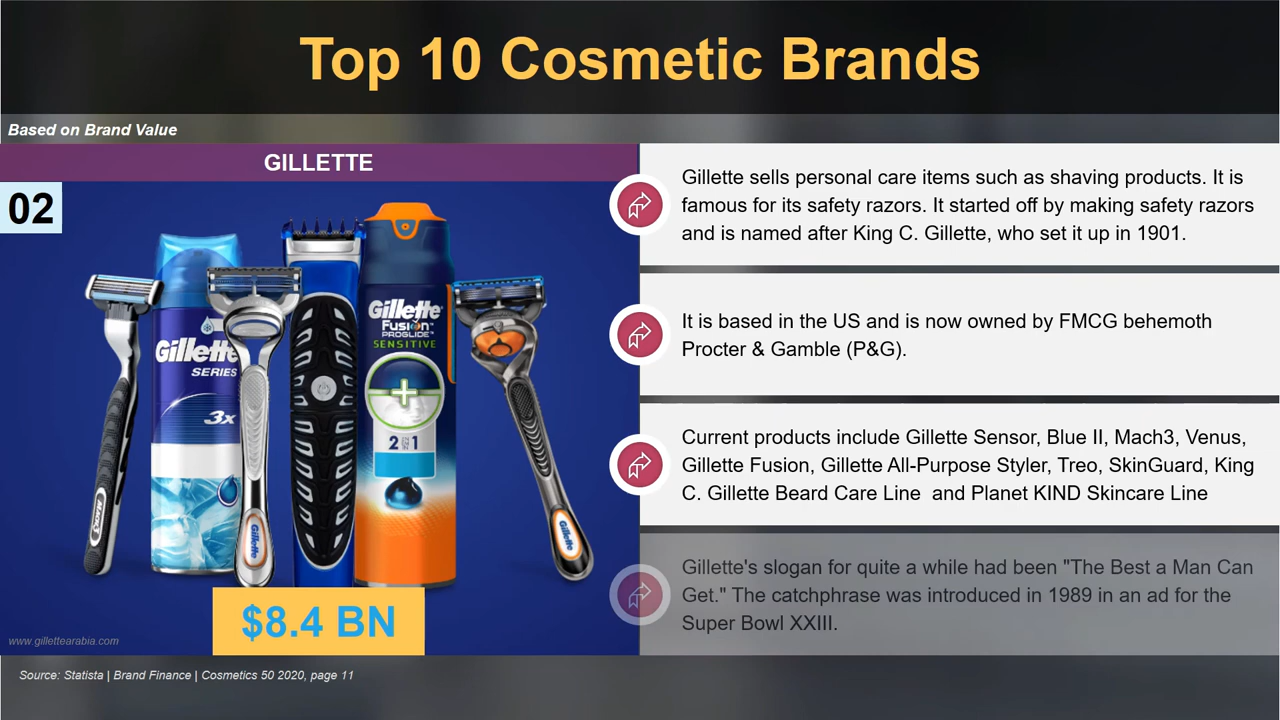 Top 10 Cosmetic Brands
Based on Brand Value
GILLETTE
02
Gillette
SERIES
3x
MACH3
Gillette
Gillette
FUSION
PROGLIDE
SENSITIVE
2 IN 1
Gillette
$8.4 BN
www.gillettearabia.com
Gillette sells personal care items such as shaving products. It is
famous for its safety razors. It started off by making safety razors
and is named after King C. Gillette, who set it up in 1901.
It is based in the US and is now owned by FMCG behemoth
Procter & Gamble (P&G).
Current products include Gillette Sensor, Blue II, Mach3, Venus,
Gillette Fusion, Gillette All-Purpose Styler, Treo, SkinGuard, King
C. Gillette Beard Care Line  and Planet KIND Skincare Line
Gillette's slogan for quite a while had been "The Best a Man Can
Get." The catchphrase was introduced in 1989 in an ad for the
Super Bowl XXIII.
Source: Statista | Brand Finance | Cosmetics 50 2020, page 11